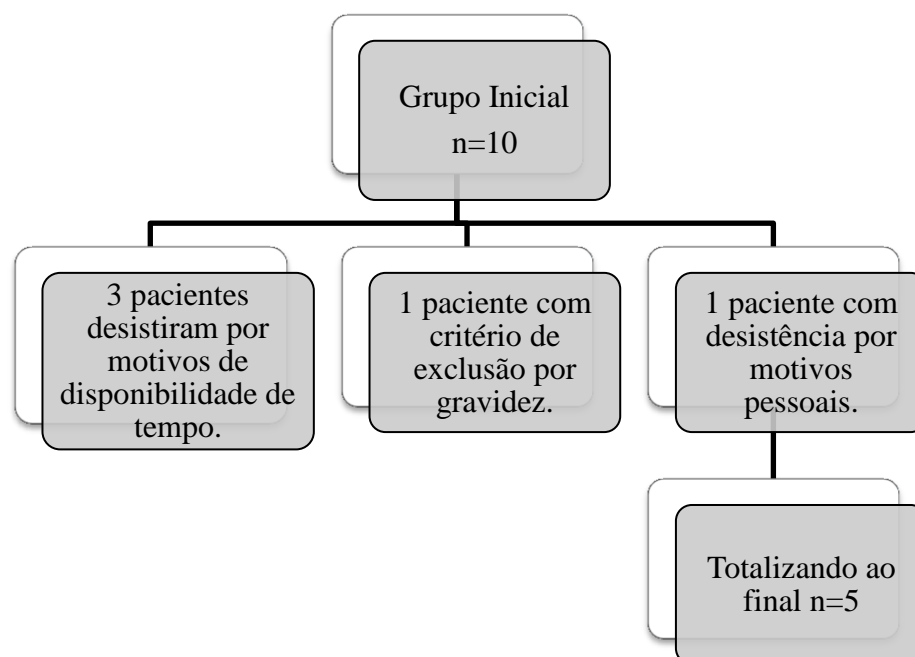 Grupo Inicial
n=10
3 pacientes
desistiram por
motivos de
disponibilidade de
tempo.
1 paciente com
critério de
exclusão por
gravidez.
1 paciente com
desistência por
motivos
pessoais.
Totalizando ao
final n=5